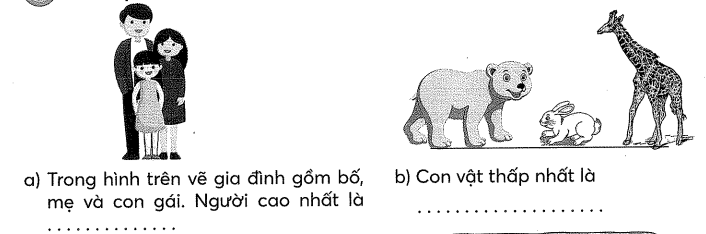 a) Trong hình trên vẽ gia đình gồm bố,
mẹ và con gái. Người cao nhất là
. . . . . . . . . . . . . .
b) Con vật thấp nhất là
. . . . . . . . . . . . . . . . . . . .